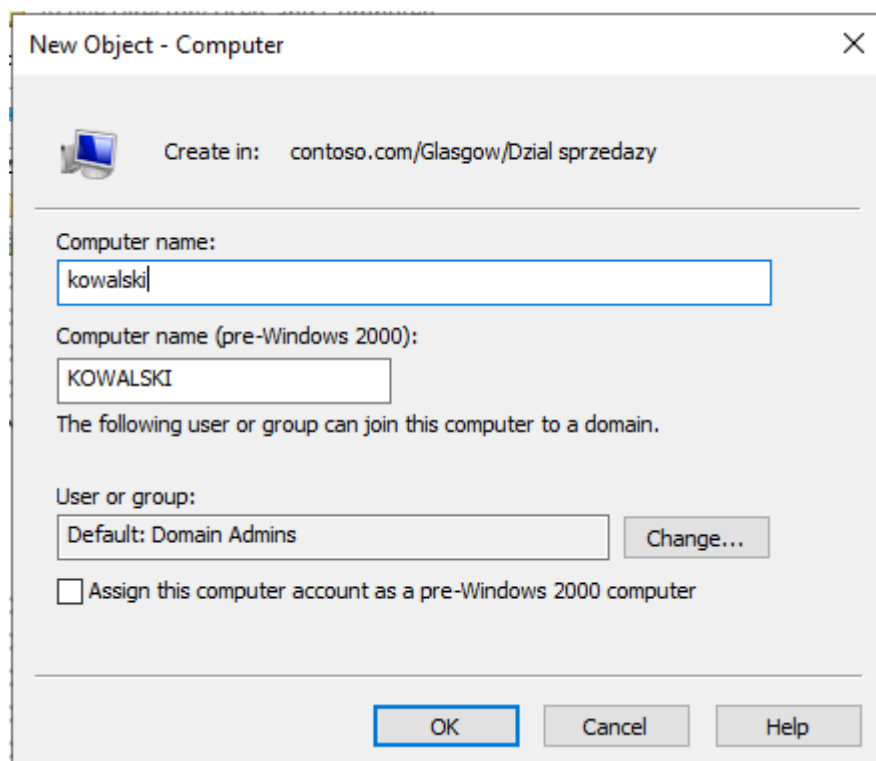 New Object - Computer
Create in: contoso.com/Glasgow/Dzial sprzedazy
Computer name:
kowalski
Computer name (pre-Windows 2000):
KOWALSKI
The following user or group can join this computer to a domain.
User or group:
Default: Domain Admins
Change...
Assign this computer account as a pre-Windows 2000 computer
OK Cancel Help